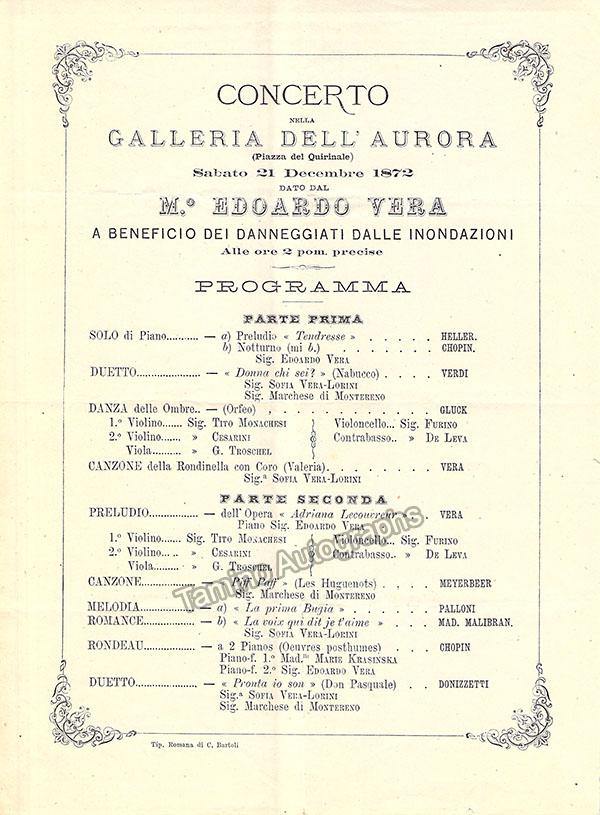 CONCERTO
NELLA
GALLERIA DELL' AURORA
(Piazza del Quirinale)
Sabato 21 Decembre 1872
DATO DAL
M.º EDOARDO VERA
A BENEFICIO DEI DANNEGGIATI DALLE INONDAZIONI
Alle ore 2 pom. precise
PROGRAMMA
PARTE PRIMA
SOLO di Piano........... — a) Preludio « Tendresse » . . . . . . HELLER.
b) Notturno (mi b.) . . . . . . . CHOPIN.
Sig. EDOARDO VERA
DUETTO...................... — « Donna chi sei? » (Nabucco) . . . . VERDI
Sig. SOFIA VERA-LORINI
Sig. Marchese di MONTERENO
DANZA delle Ombre.. — (Orfeo) , . . . . . . . . . . . GLUCK
1.º Violino....... Sig. TITO MONACHESI Violoncello... Sig. FURINO
2.º Violino...... » CESARINI Contrabasso.. » DE LEVA
Viola.......... » G. TROSCHEL
CANZONE della Rondinella con Coro (Valeria). . . . . . . . VERA
Sig.ª SOFIA VERA-LORINI
PARTE SECONDA
PRELUDIO................... — dell'Opera « Adriana Lecouvreur ». . . VERA
Piano Sig. EDOARDO VERA
1.º Violino....... Sig. TITO MONACHESI Violoncello... Sig. FURINO
2.º Violino..... .. » CESARINI Contrabasso.. » DE LEVA
Viola........ » G. TROSCHEL
CANZONE.................... — « Piff Paff » (Les Huguenots) . . . . MEYERBEER
Sig. Marchese di MONTERENO
MELODIA..................... — a) « La prima Bugia » . . . . . . PALLONI
ROMANCE................... — b) « La voix qui dit je t'aime » . . . . MAD. MALIBRAN.
Sig. SOFIA VERA-LORINI
RONDEAU................... — a 2 Pianos (Oeuvres posthumes) . . . CHOPIN
Piano-f. 1.º Mad.lle MARIE KRASINSKA
Piano-f. 2.º Sig. EDOARDO VERA
DUETTO...................... — « Pronta io son » (Don Pasquale) . . . DONIZZETTI
Sig.ª SOFIA VERA-LORINI
Sig. Marchese di MONTERENO
Tip. Romana di C, Bartoli
Tamino Autographs